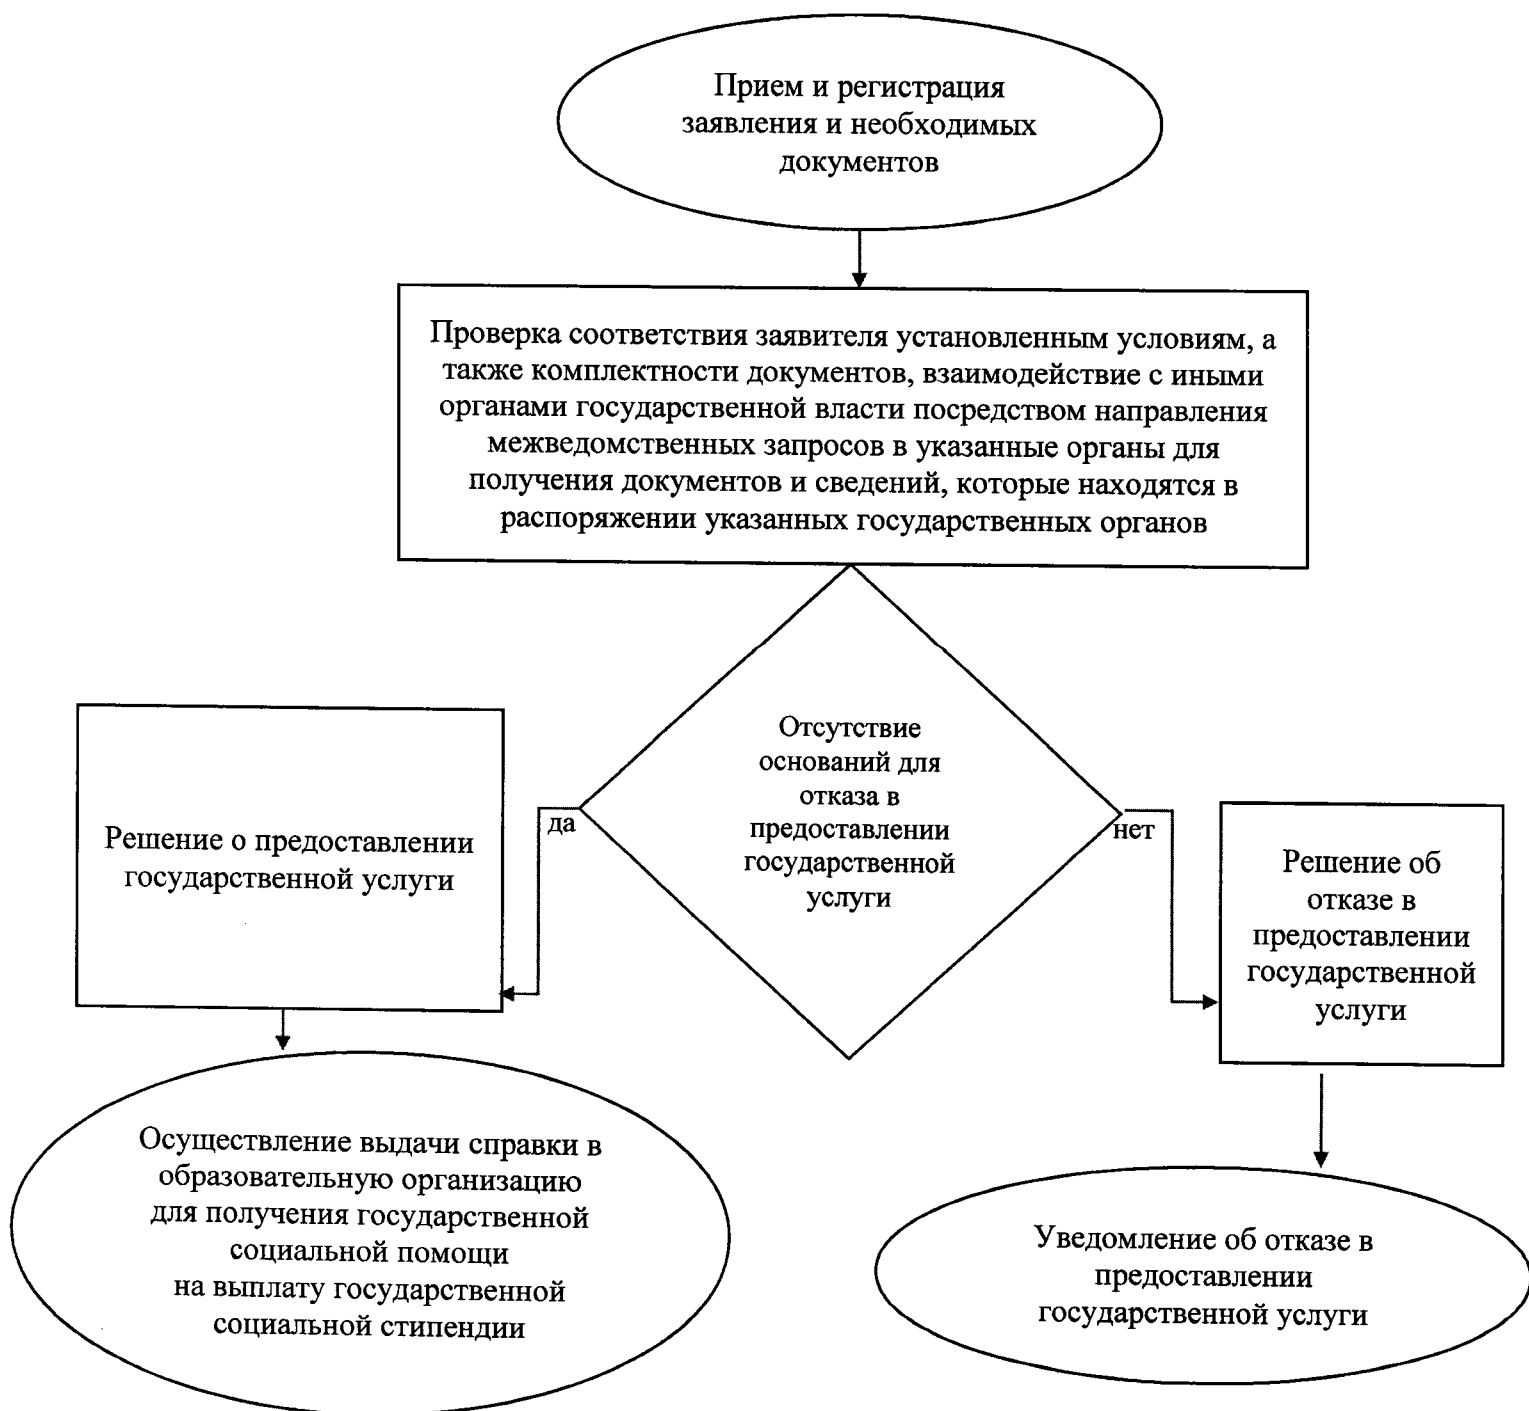 Прием и регистрация
заявления и необходимых
документов
Проверка соответствия заявителя установленным условиям, а
также комплектности документов, взаимодействие с иными
органами государственной власти посредством направления
межведомственных запросов в указанные органы для
получения документов и сведений, которые находятся в
распоряжении указанных государственных органов
Отсутствие
оснований для
отказа в
предоставлении
государственной
услуги
да
нет
Решение о предоставлении
государственной услуги
Решение об
отказе в
предоставлении
государственной
услуги
Осуществление выдачи справки в
образовательную организацию
для получения государственной
социальной помощи
на выплату государственной
социальной стипендии
Уведомление об отказе в
предоставлении
государственной услуги